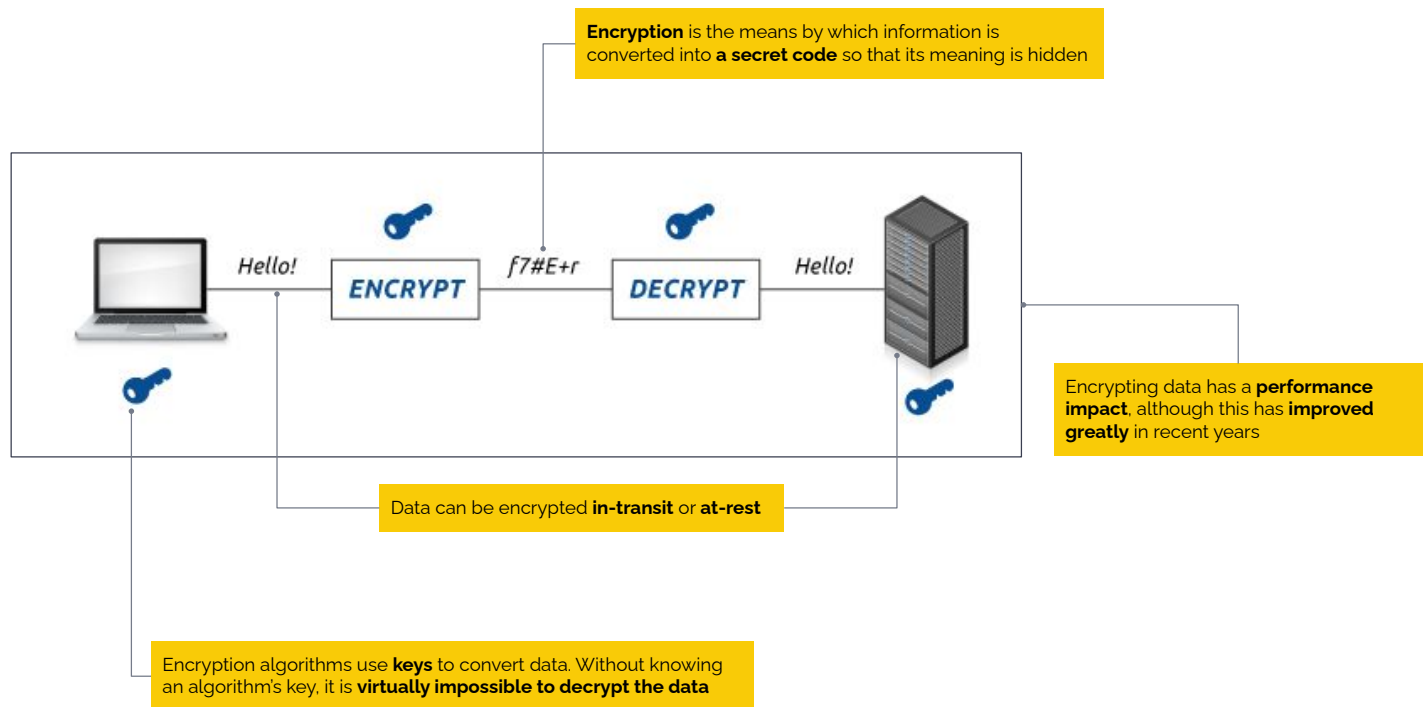 Encryption is the means by which information is
converted into a secret code so that its meaning is hidden
Hello!
ENCRYPT
f7#E+r
DECRYPT
Hello!
Encrypting data has a performance
impact, although this has improved
greatly in recent years
Data can be encrypted in-transit or at-rest
Encryption algorithms use keys to convert data. Without knowing
an algorithm’s key, it is virtually impossible to decrypt the data